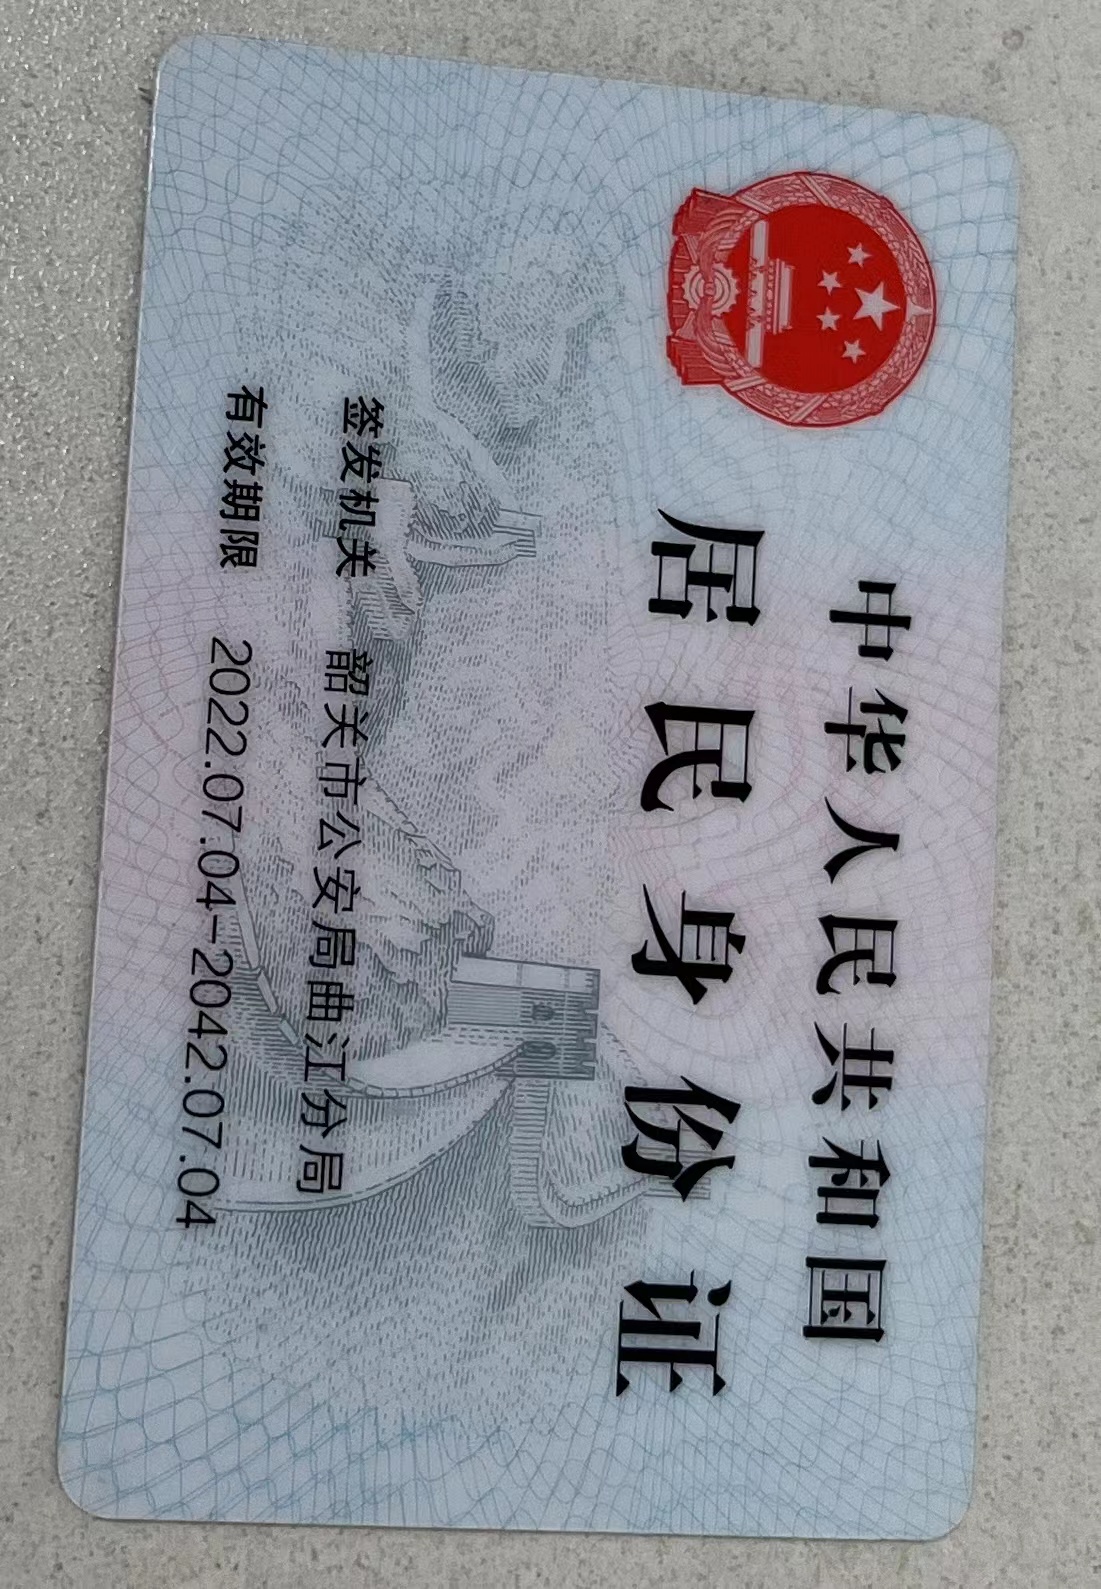 中华人民共和国
居民身份证
签发机关 韶关市公安局曲江分局
有效期限 2022.07.04-2042.07.04